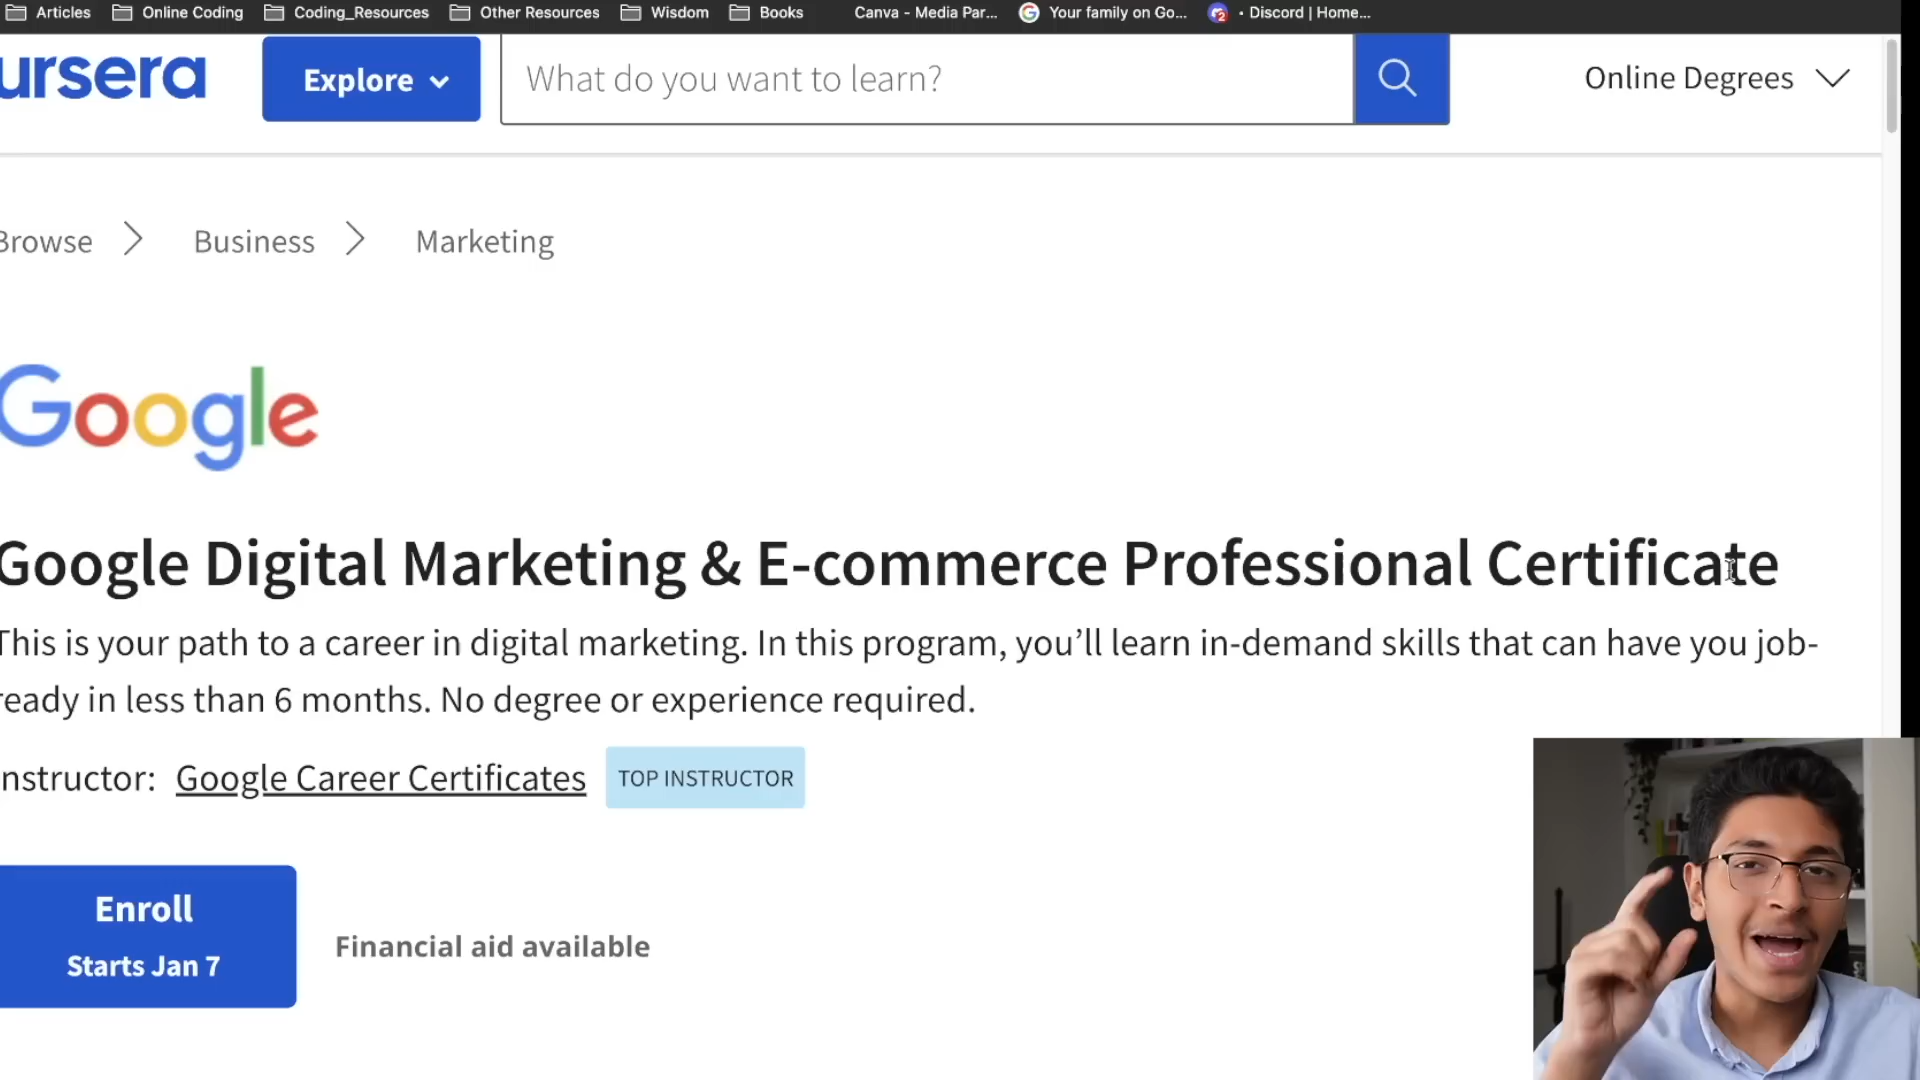 Articles Online Coding Coding_Resources Other Resources Wisdom Books Canva - Media Par... Your family on Go... 2 • Discord | Home...
ursera Explore What do you want to learn? Online Degrees
Browse Business Marketing
Google
Google Digital Marketing & E-commerce Professional Certificate
This is your path to a career in digital marketing. In this program, you’ll learn in-demand skills that can have you job-
ready in less than 6 months. No degree or experience required.
nstructor: Google Career Certificates TOP INSTRUCTOR
Enroll
Starts Jan 7
Financial aid available